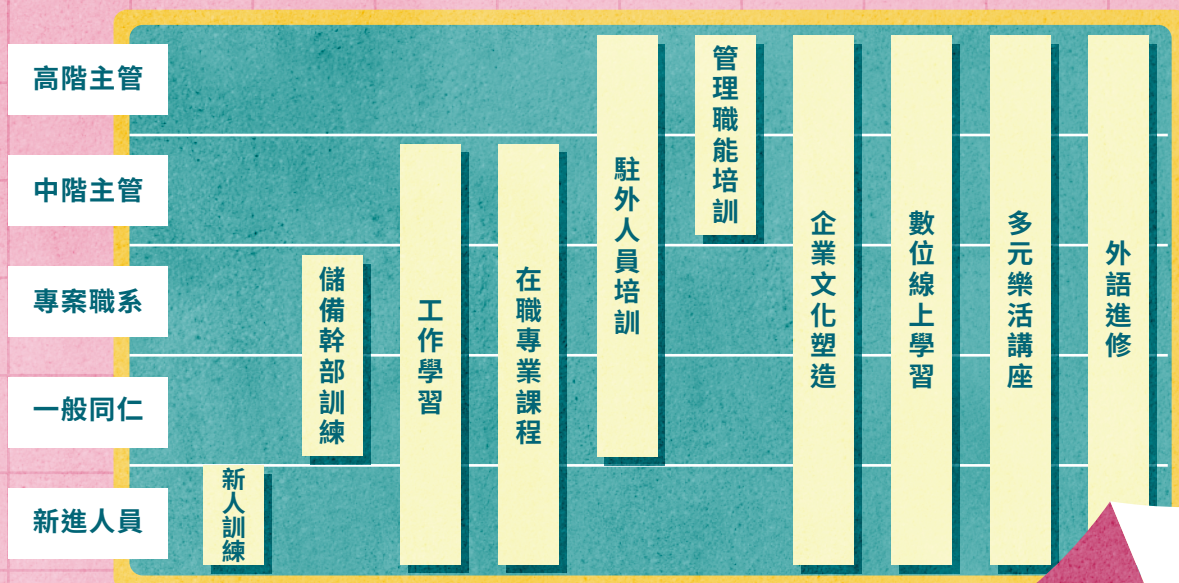 高階主管
中階主管
專案職系
一般同仁
新進人員
新人訓練
儲備幹部訓練
工作學習
在職專業課程
駐外人員培訓
管理職能培訓
企業文化塑造
數位線上學習
多元樂活講座
外語進修